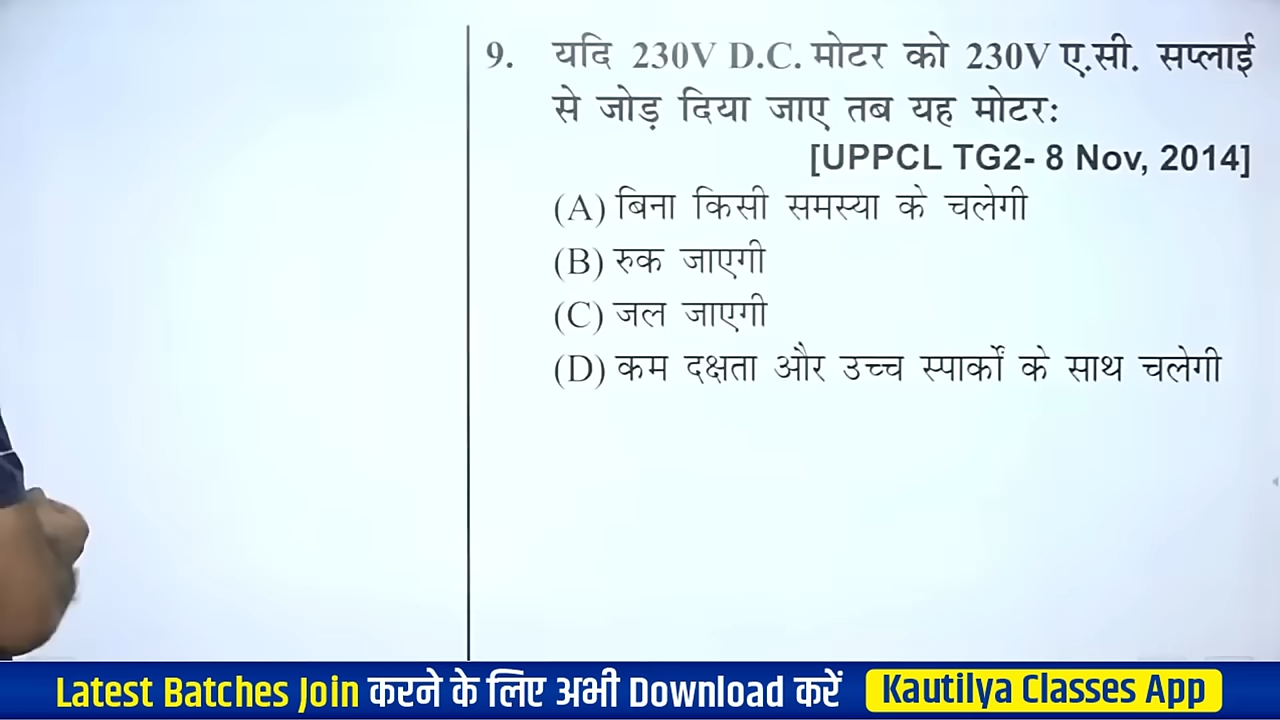 9. यदि 230V D.C. मोटर को 230V ए.सी. सप्लाई
से जोड़ दिया जाए तब यह मोटर:
[UPPCL TG2- 8 Nov, 2014]
(A) बिना किसी समस्या के चलेगी
(B) रुक जाएगी
(C) जल जाएगी
(D) कम दक्षता और उच्च स्पार्कों के साथ चलेगी
Latest Batches Join करने के लिए अभी Download करें Kautilya Classes App